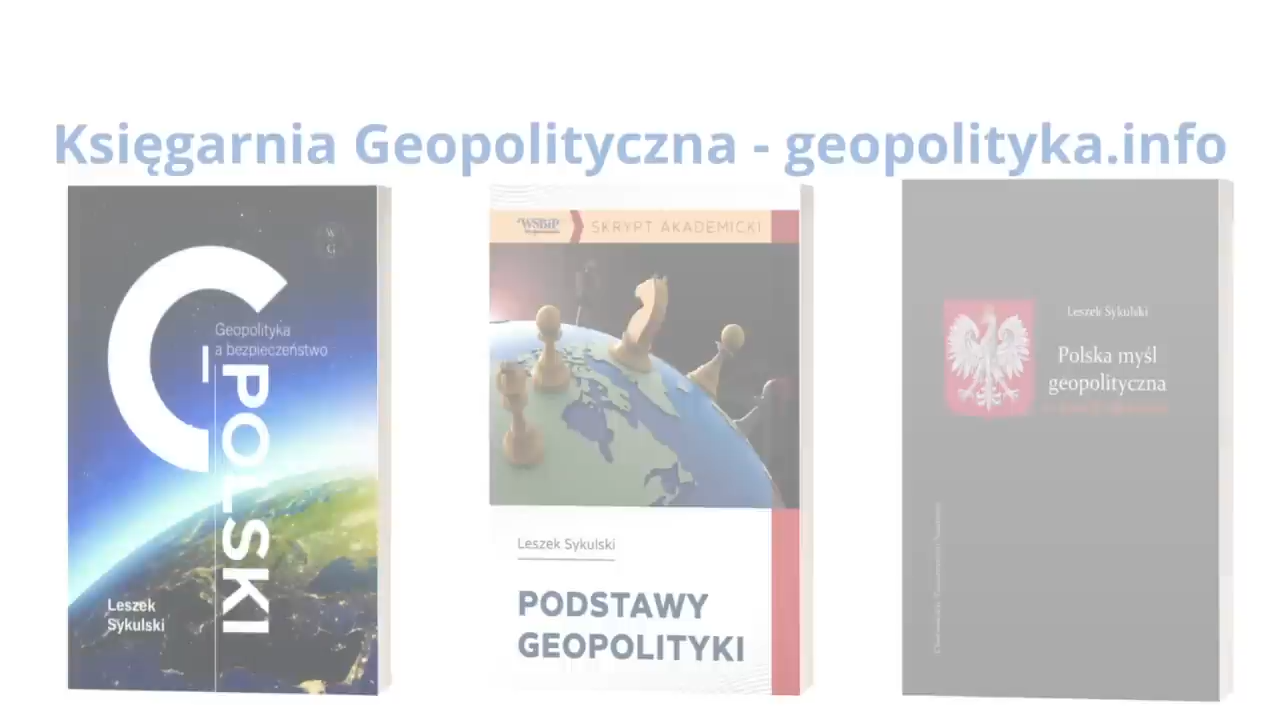 Księgarnia Geopolityczna - geopolityka.info
W
G
Geopolityka
a bezpieczeństwo
POLSKI
Leszek
Sykulski
WSBiP
SKRYPT AKADEMICKI
Leszek Sykulski
PODSTAWY
GEOPOLITYKI
Leszek Sykulski
Polska myśl
geopolityczna